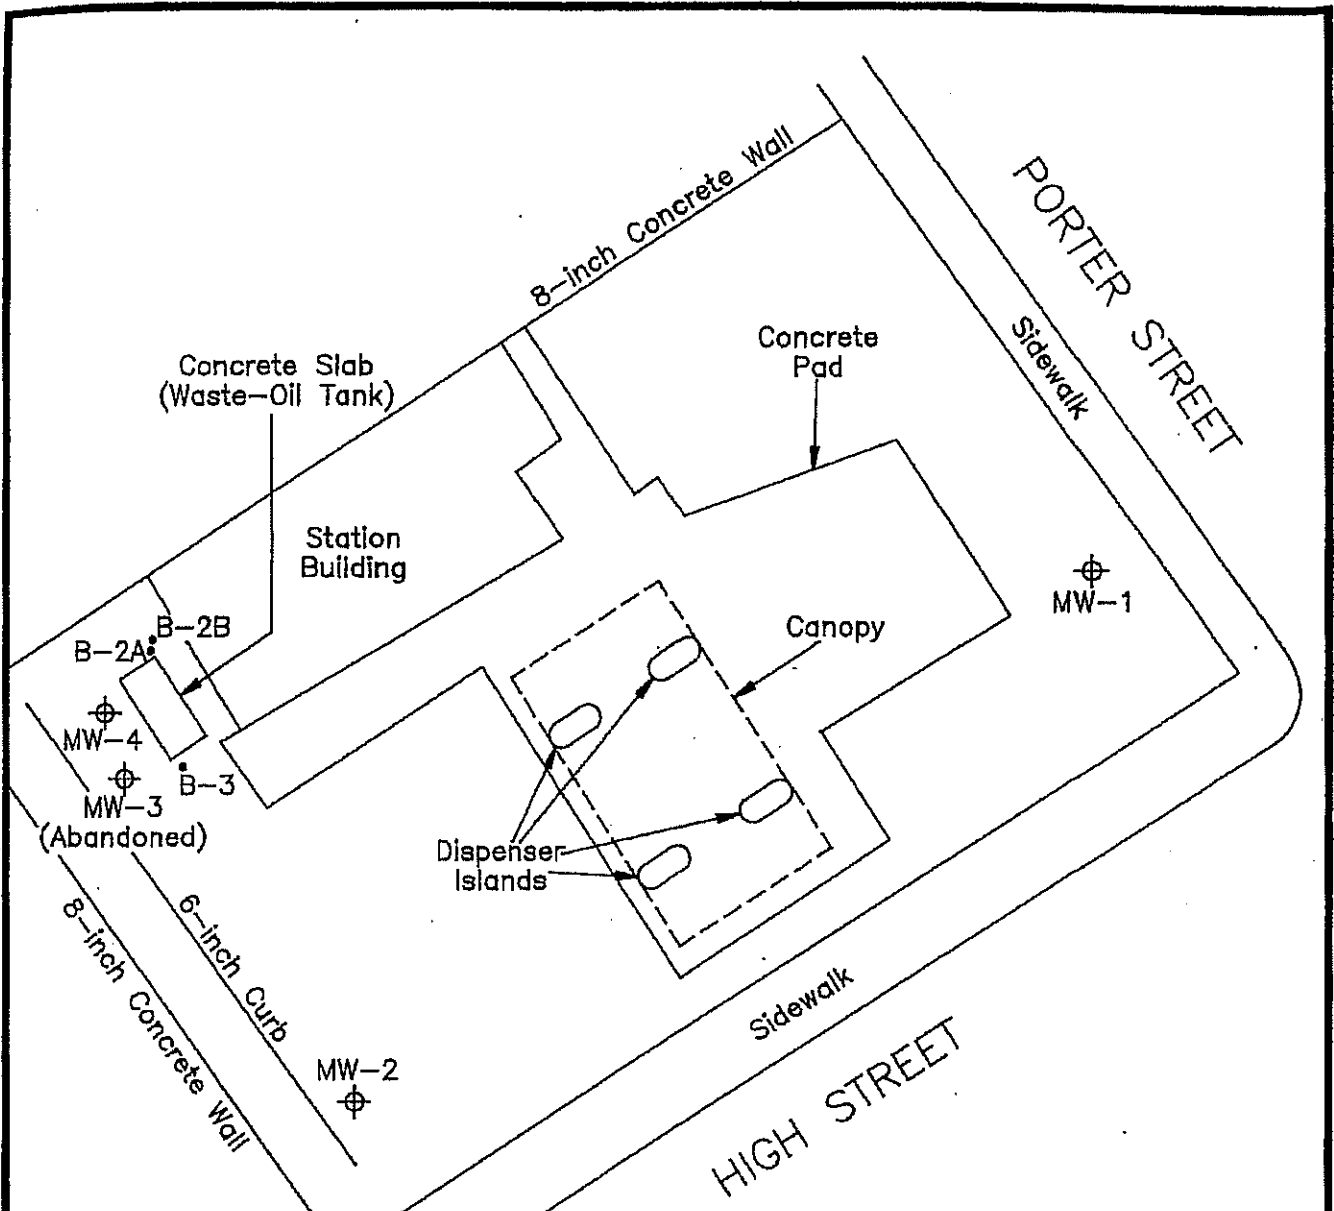 8-inch Concrete Wall
PORTER STREET
Sidewalk
Concrete
Pad
Concrete Slab
(Waste-Oil Tank)
Station
Building
MW-1
Canopy
B-2B
B-2A
MW-4
B-3
MW-3
(Abandoned)
Dispenser
Islands
6-inch Curb
8-inch Concrete Wall
Sidewalk
MW-2
HIGH STREET